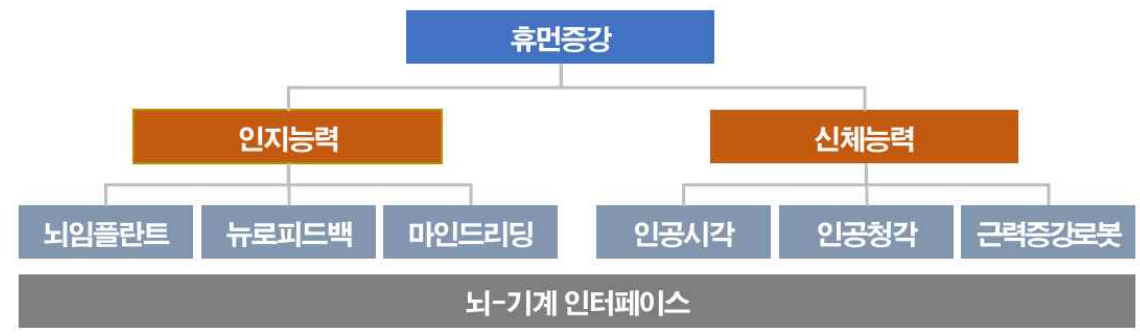 휴먼증강
인지능력
신체능력
뇌임플란트
뉴로피드백
마인드리딩
인공시각
인공청각
근력증강로봇
뇌-기계 인터페이스